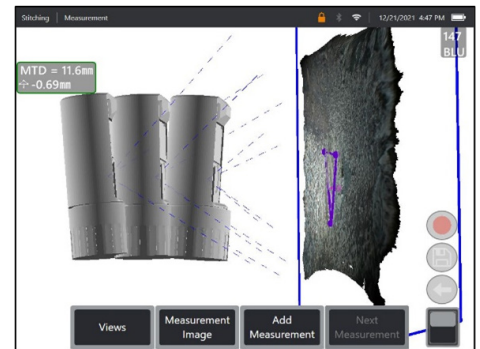 Stitching | Measurement
12/21/2021 4:47 PM
147
BLU
MTD = 11.6mm
-0.69mm
Views
Measurement
Image
Add
Measurement
Next
Measurement